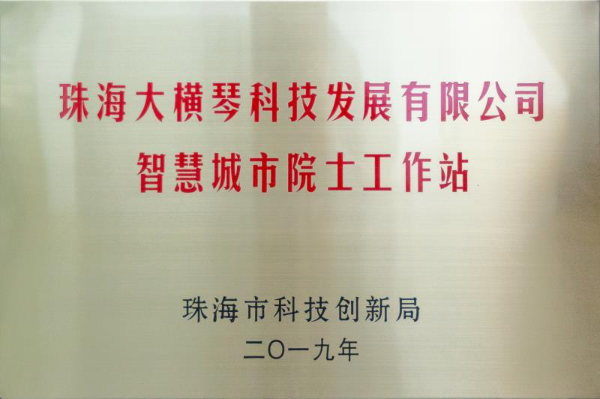 珠海大横琴科技发展有限公司
智慧城市院士工作站
珠海市科技创新局
二〇一九年